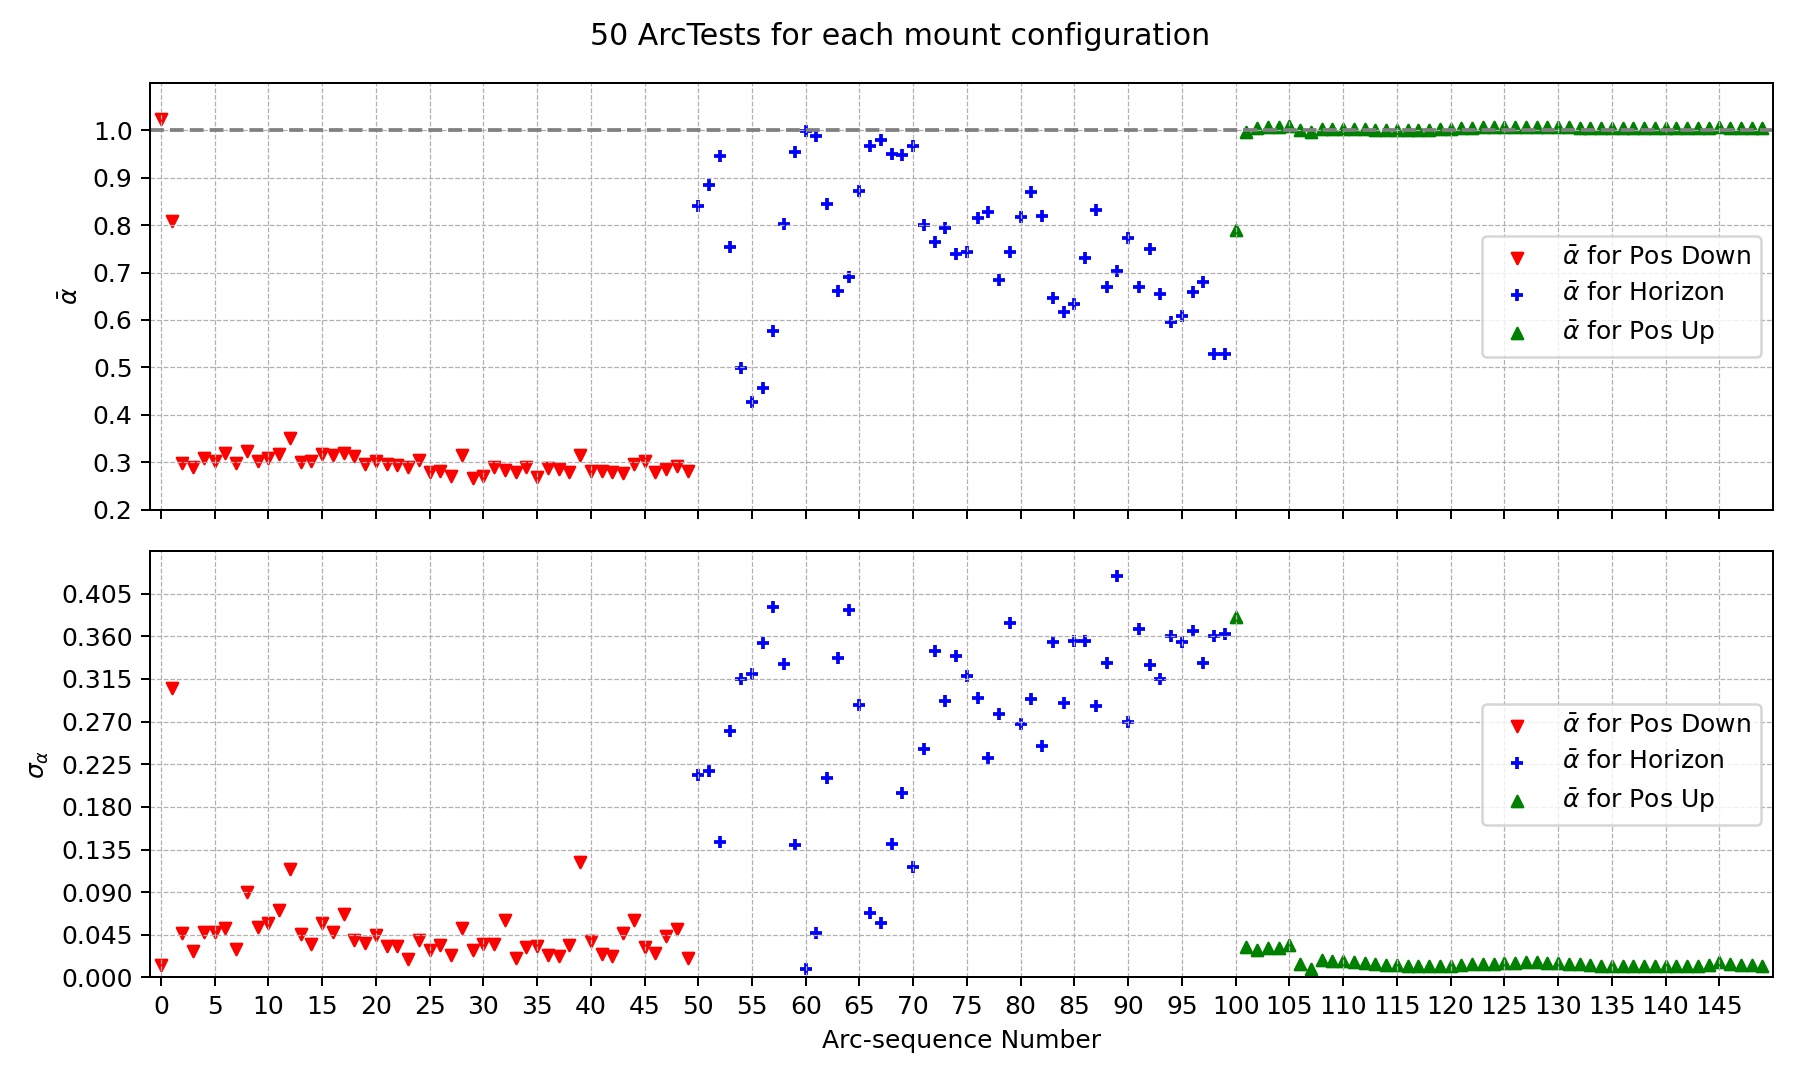 50 ArcTests for each mount configuration
1.0
0.9
0.8
0.7
0.6
0.5
0.4
0.3
0.2
ᾱ
ᾱ for Pos Down
ᾱ for Horizon
ᾱ for Pos Up
0.405
0.360
0.315
0.270
0.225
0.180
0.135
0.090
0.045
0.000
σα
ᾱ for Pos Down
ᾱ for Horizon
ᾱ for Pos Up
0 5 10 15 20 25 30 35 40 45 50 55 60 65 70 75 80 85 90 95 100 105 110 115 120 125 130 135 140 145
Arc-sequence Number